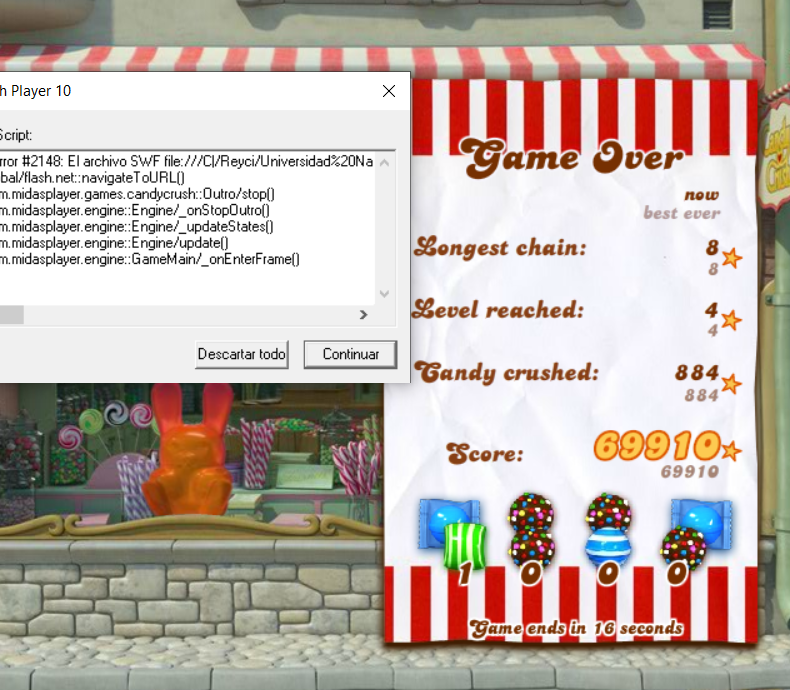 h Player 10
Script:
rror #2148: El archivo SWF file:///C|/Reyci/Universidad%20Na
bal/flash.net::navigateToURL()
m.midasplayer.games.candycrush::Outro/stop()
m.midasplayer.engine::Engine/_onStopOutro()
m.midasplayer.engine::Engine/_updateStates()
m.midasplayer.engine::Engine/update()
m.midasplayer.engine::GameMain/_onEnterFrame()
Descartar todo
Continuar
Game Over
now
best ever
Longest chain: 8
8
Level reached: 4
4
Candy crushed: 884
884
Score: 69910
69910
1 0 0 0
Game ends in 16 seconds
Candy
Crush